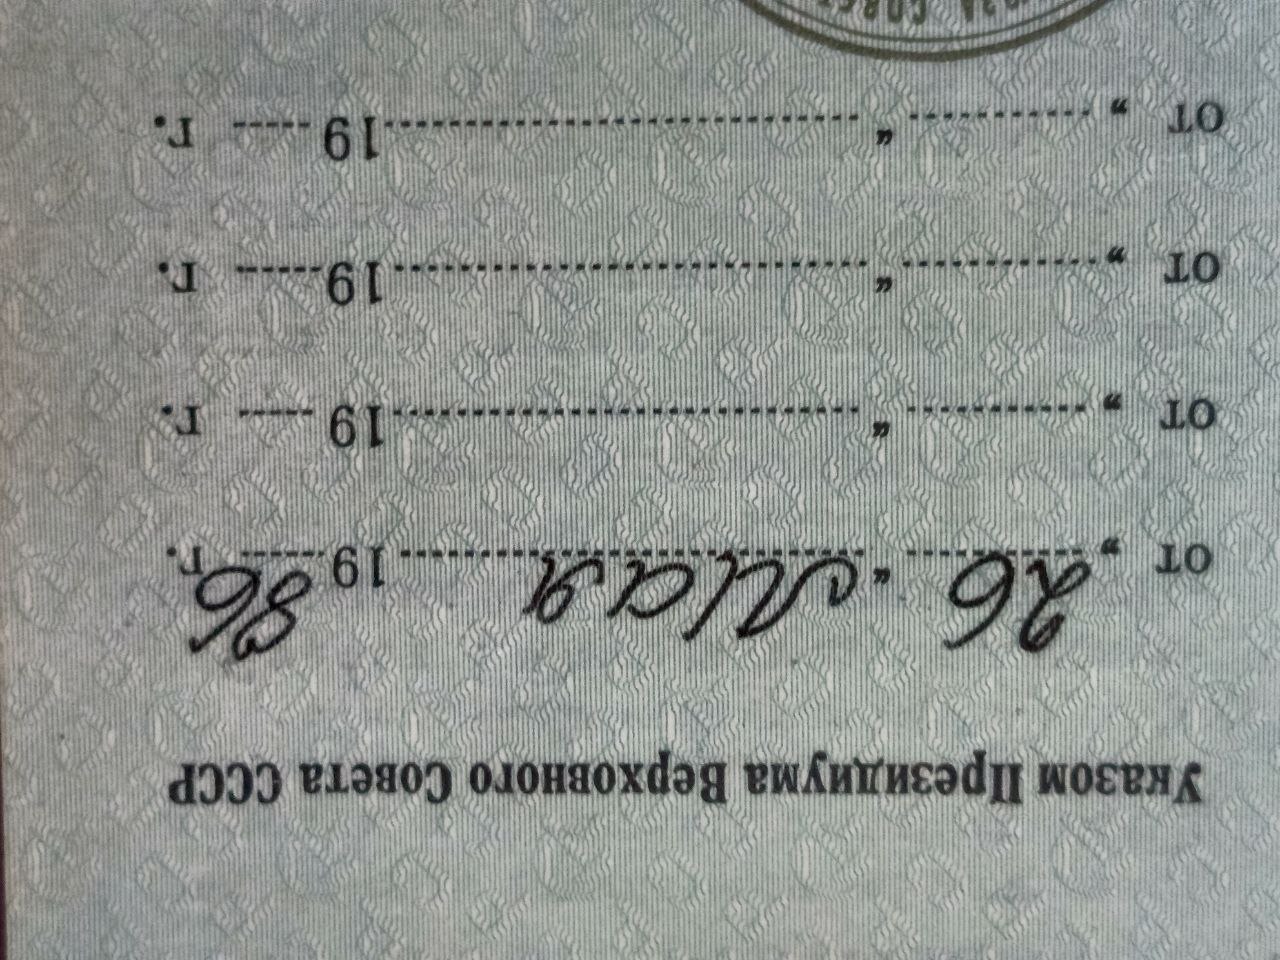 Указом Президиума Верховного Совета СССР
от „ 26 “ мая 1986 г.
от „ “ 19 г.
от „ “ 19 г.
от „ “ 19 г.